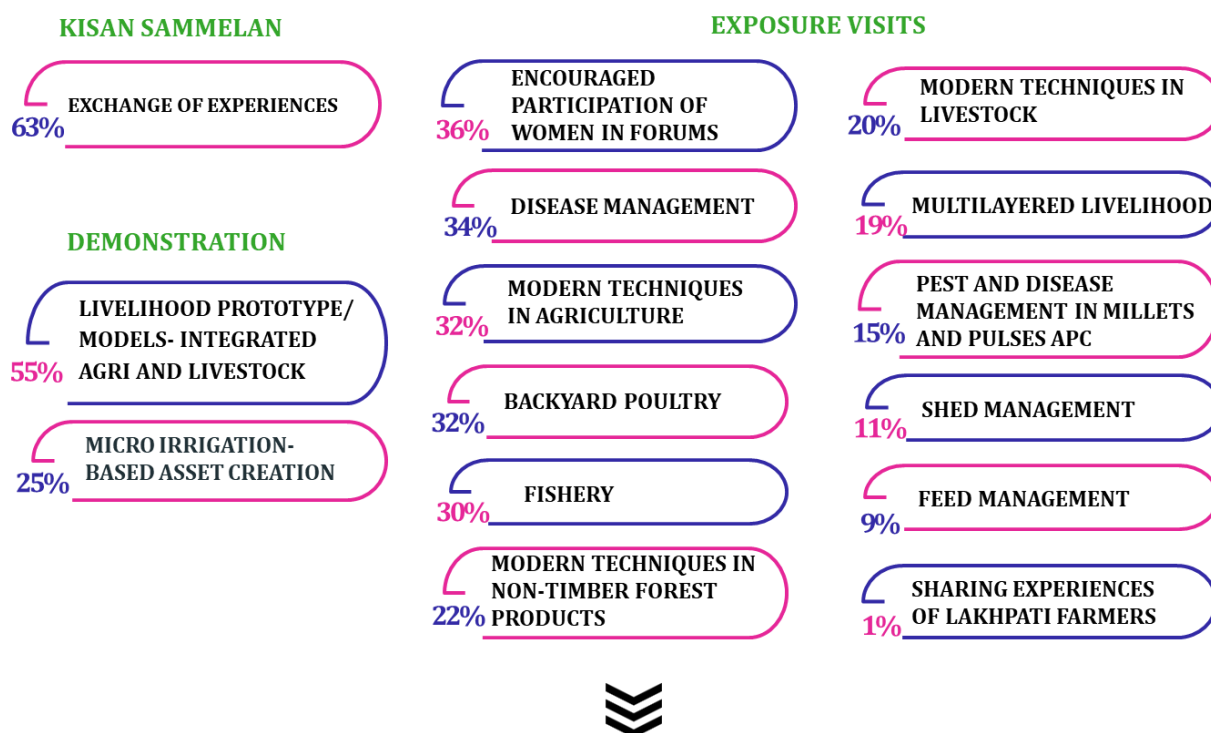 KISAN SAMMELAN
EXCHANGE OF EXPERIENCES
63%
DEMONSTRATION
LIVELIHOOD PROTOTYPE/
MODELS- INTEGRATED
AGRI AND LIVESTOCK
55%
MICRO IRRIGATION-
BASED ASSET CREATION
25%
EXPOSURE VISITS
ENCOURAGED
PARTICIPATION OF
WOMEN IN FORUMS
36%
DISEASE MANAGEMENT
34%
MODERN TECHNIQUES
IN AGRICULTURE
32%
BACKYARD POULTRY
32%
FISHERY
30%
MODERN TECHNIQUES IN
NON-TIMBER FOREST
PRODUCTS
22%
MODERN TECHNIQUES IN
LIVESTOCK
20%
MULTILAYERED LIVELIHOOD
19%
PEST AND DISEASE
MANAGEMENT IN MILLETS
AND PULSES APC
15%
SHED MANAGEMENT
11%
FEED MANAGEMENT
9%
SHARING EXPERIENCES
OF LAKHPATI FARMERS
1%